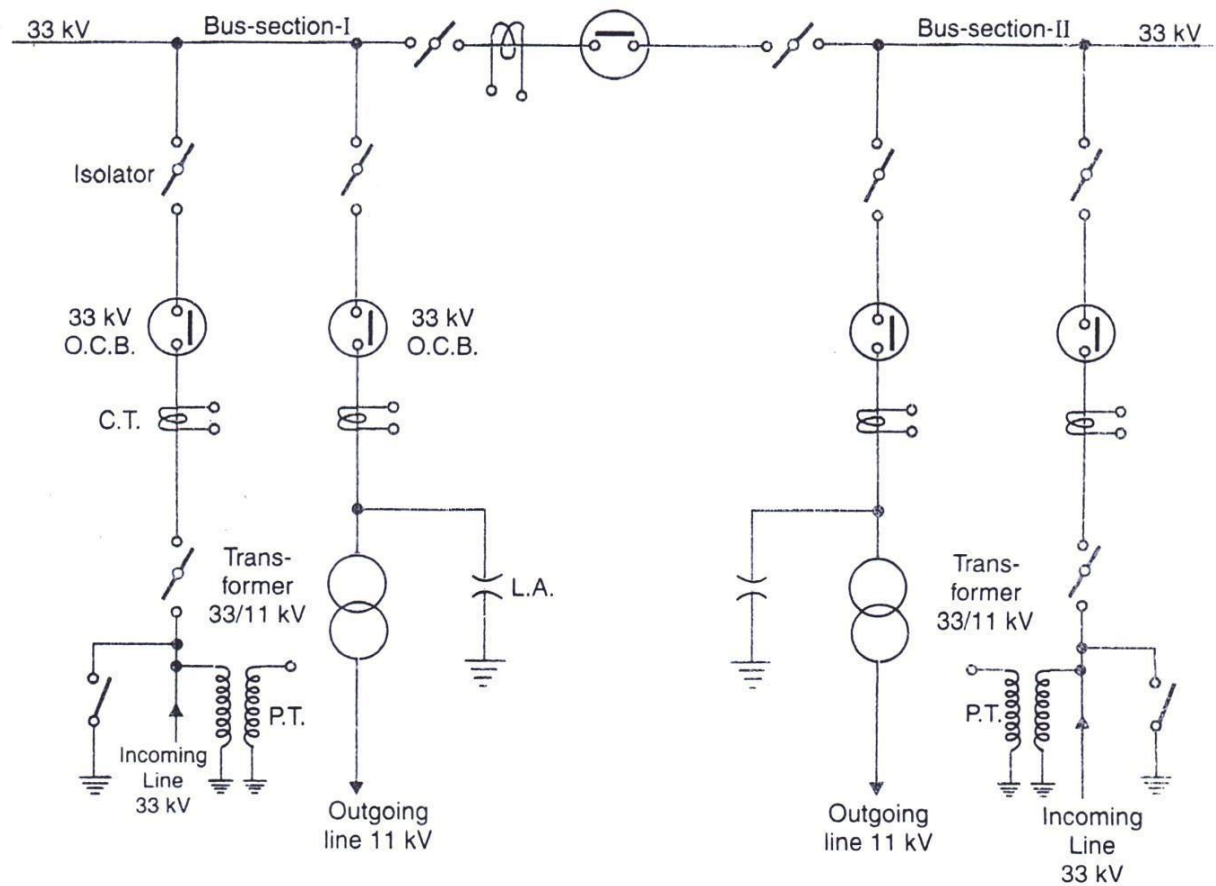 33 kV
Bus-section-I
Bus-section-II
33 kV
Isolator
33 kV
O.C.B.
33 kV
O.C.B.
C.T.
Trans-
former
33/11 kV
L.A.
Trans-
former
33/11 kV
P.T.
P.T.
Incoming
Line
33 kV
Outgoing
line 11 kV
Outgoing
line 11 kV
Incoming
Line
33 kV